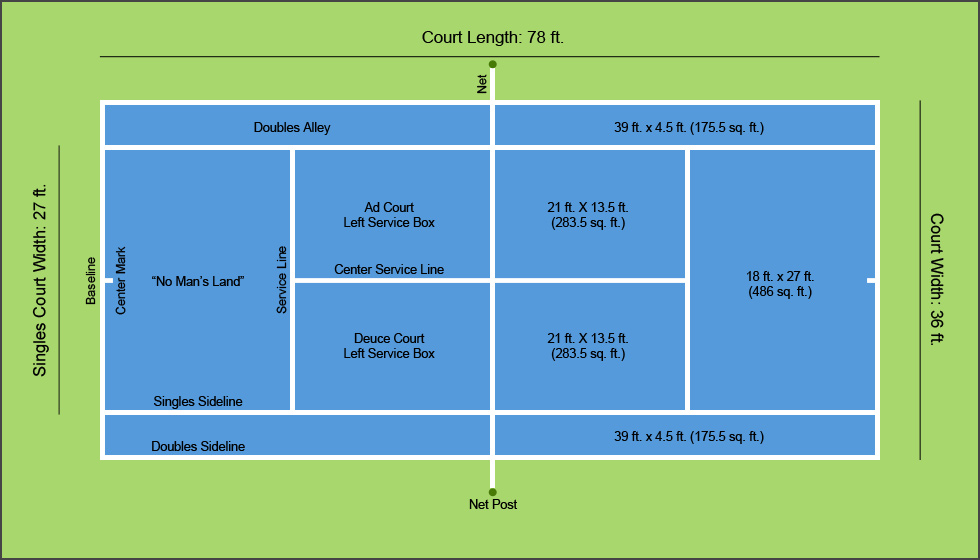 Court Length: 78 ft.
Net
Doubles Alley
39 ft. x 4.5 ft. (175.5 sq. ft.)
Singles Court Width: 27 ft.
Baseline
Center Mark
“No Man’s Land”
Service Line
Ad Court
Left Service Box
21 ft. X 13.5 ft.
(283.5 sq. ft.)
Center Service Line
18 ft. x 27 ft.
(486 sq. ft.)
Court Width: 36 ft.
Deuce Court
Left Service Box
21 ft. X 13.5 ft.
(283.5 sq. ft.)
Singles Sideline
Doubles Sideline
39 ft. x 4.5 ft. (175.5 sq. ft.)
Net Post